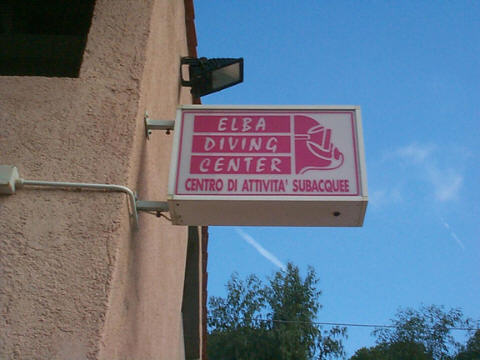 ELBA
DIVING
CENTER
CENTRO DI ATTIVITA' SUBACQUEE